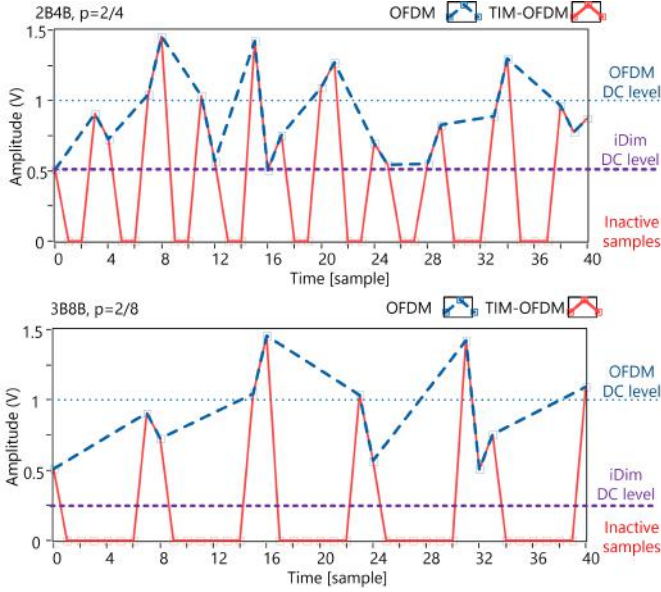 2B4B, p=2/4 OFDM TIM-OFDM
1.5
1
0.5
0
Amplitude (V)
OFDM
DC level
iDim
DC level
Inactive
samples
0 4 8 12 16 20 24 28 32 36 40
Time [sample]
3B8B, p=2/8 OFDM TIM-OFDM
1.5
1
0.5
0
Amplitude (V)
OFDM
DC level
iDim
DC level
Inactive
samples
0 4 8 12 16 20 24 28 32 36 40
Time [sample]